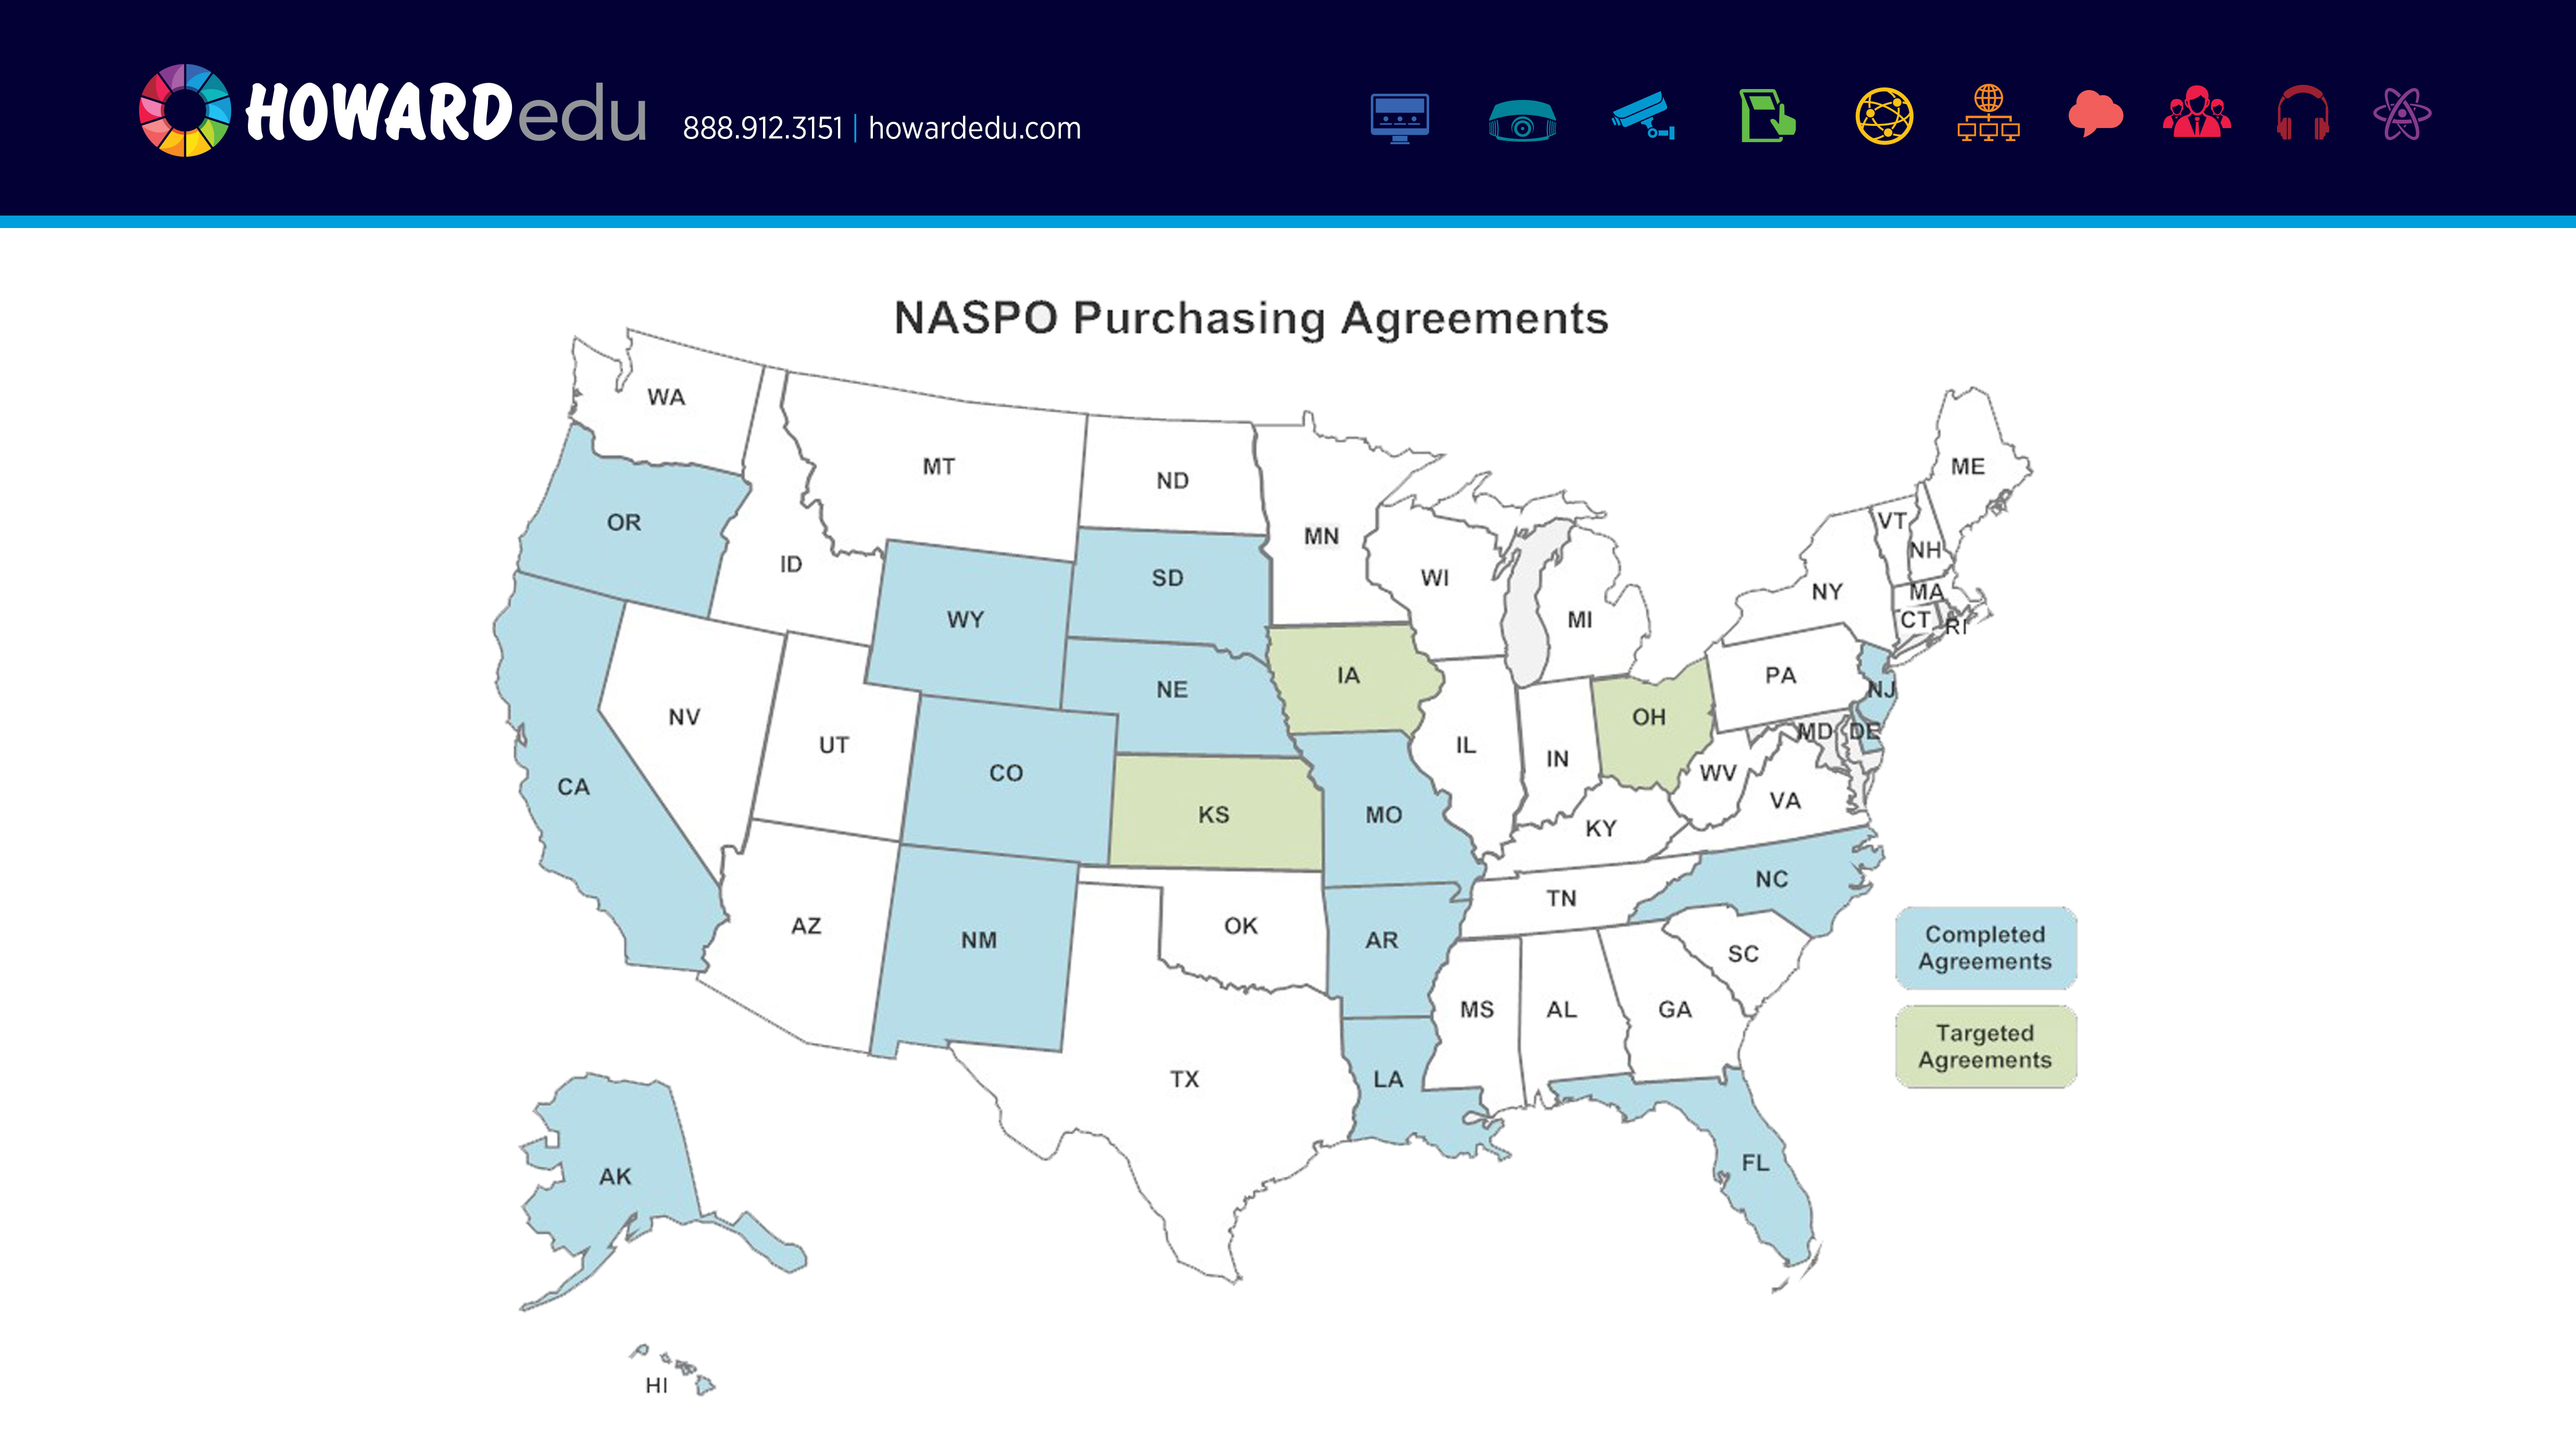 HOWARDedu 888.912.3151 | howardedu.com
NASPO Purchasing Agreements
WA
MT
ND
ME
OR
MN
VT
NH
ID
SD
WI
NY
MA
WY
MI
CT
RI
IA
PA
NE
NJ
NV
OH
UT
MD
DE
IL
IN
CO
WV
CA
VA
KS
MO
KY
NC
TN
AZ
OK
NM
AR
SC
Completed
Agreements
MS
AL
GA
Targeted
Agreements
TX
LA
FL
AK
HI